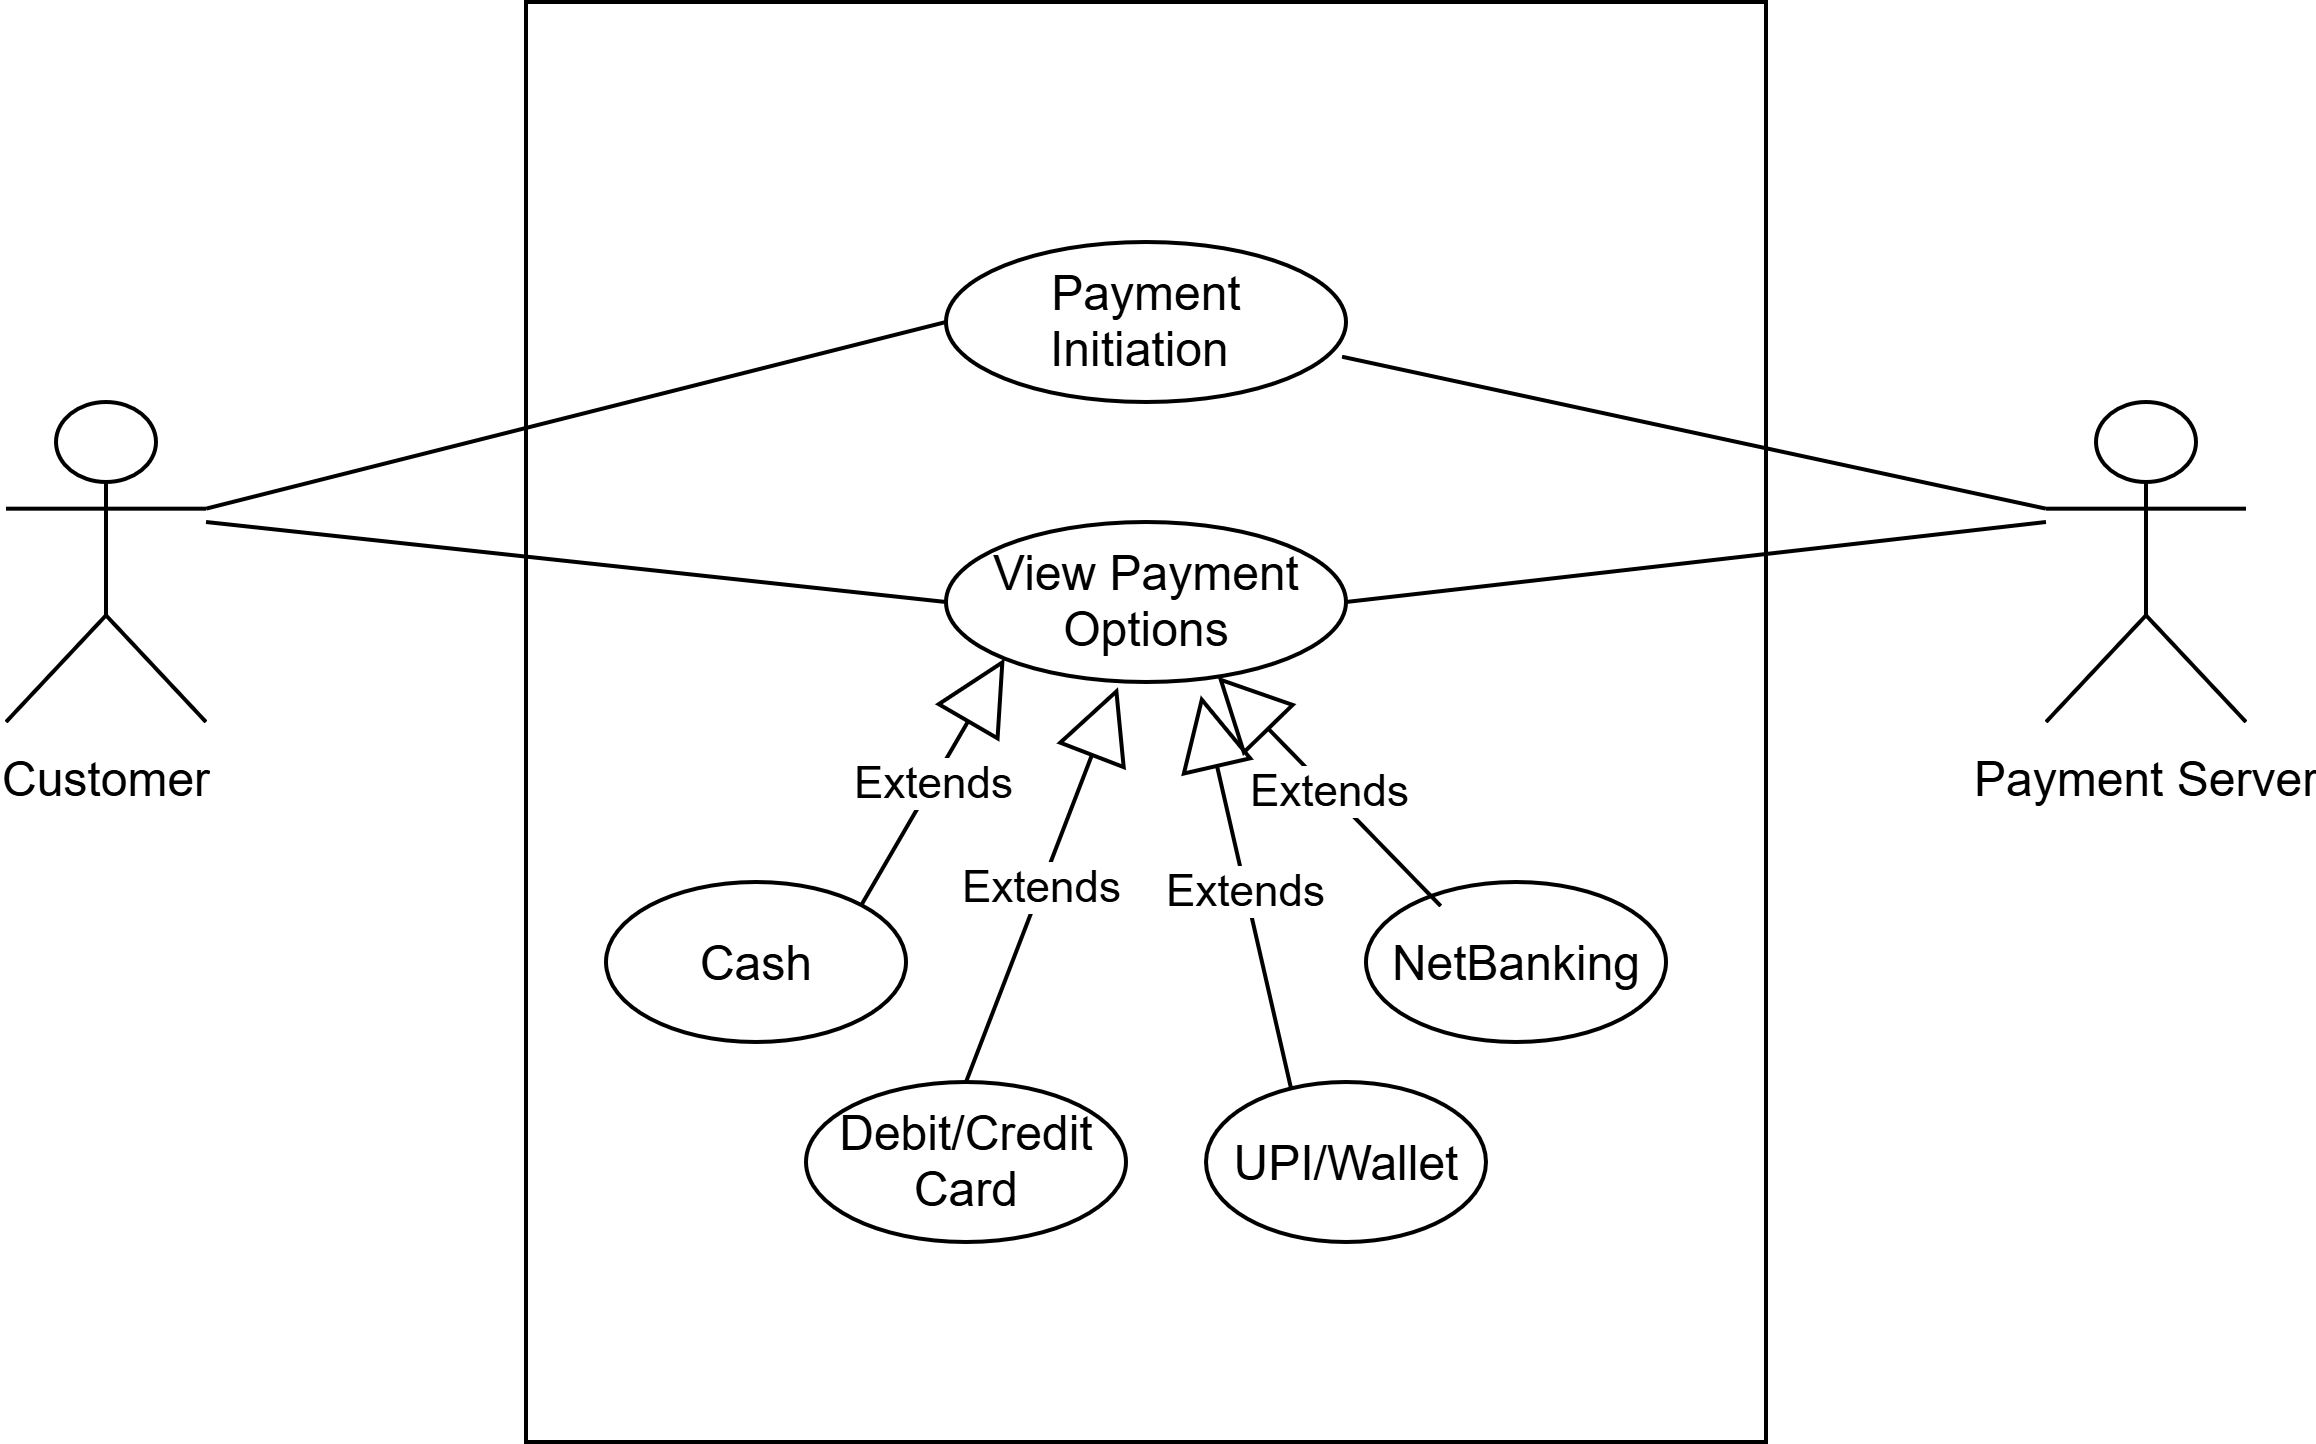 Payment
Initiation
View Payment
Options
Customer
Payment Server
Extends
Extends
Extends
Extends
Cash
NetBanking
Debit/Credit
Card
UPI/Wallet